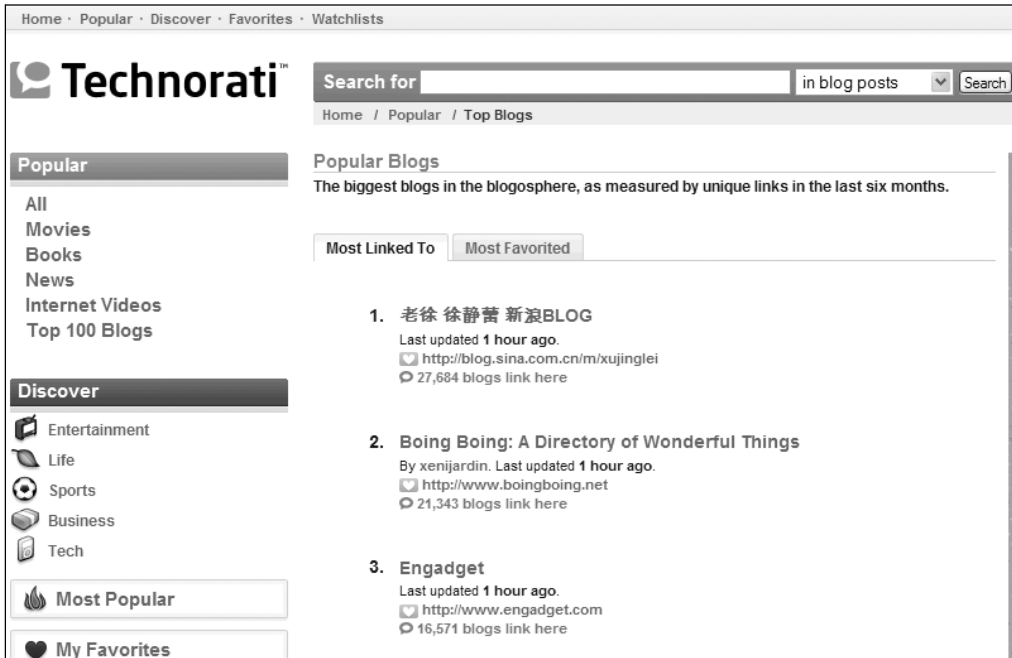 Home · Popular · Discover · Favorites · Watchlists
Technorati™
Search for
in blog posts
Search
Home / Popular / Top Blogs
Popular
All
Movies
Books
News
Internet Videos
Top 100 Blogs
Discover
Entertainment
Life
Sports
Business
Tech
Most Popular
My Favorites
Popular Blogs
The biggest blogs in the blogosphere, as measured by unique links in the last six months.
Most Linked To
Most Favorited
1. 老徐 徐静蕾 新浪BLOG
Last updated 1 hour ago.
http://blog.sina.com.cn/m/xujinglei
27,684 blogs link here
2. Boing Boing: A Directory of Wonderful Things
By xenijardin. Last updated 1 hour ago.
http://www.boingboing.net
21,343 blogs link here
3. Engadget
Last updated 1 hour ago.
http://www.engadget.com
16,571 blogs link here